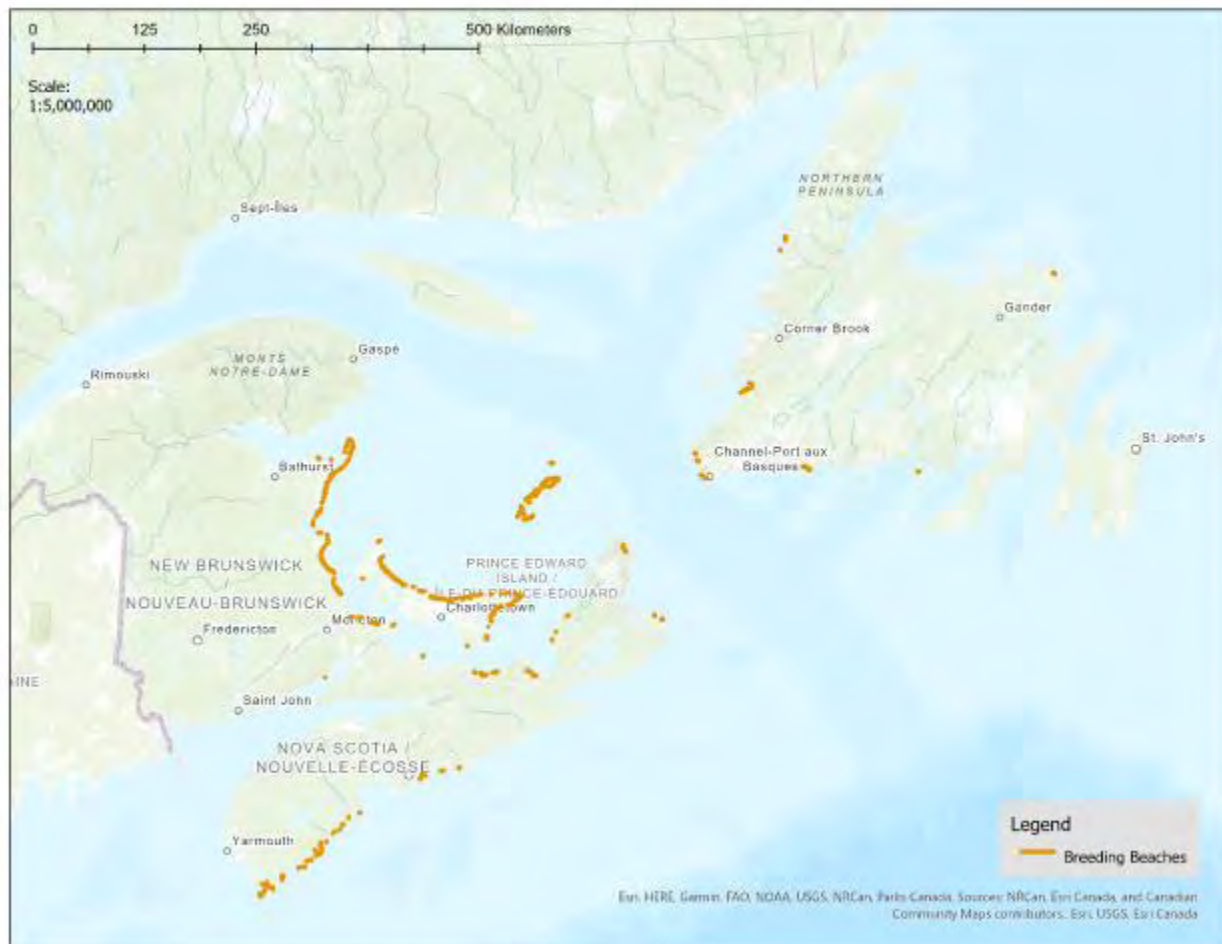 0 125 250 500 Kilometers
Scale:
1:5,000,000
NORTHERN
PENINSULA
Sept-Îles
Gander
Corner Brook
Gaspé
MONTS
NOTRE-DAME
Rimouski
St. John's
Channel-Port aux
Basques
Bathurst
NEW BRUNSWICK
PRINCE EDWARD
ISLAND /
ÎLE-DU-PRINCE-ÉDOUARD
NOUVEAU-BRUNSWICK
Charlottetown
Moncton
Fredericton
AINE
Saint John
NOVA SCOTIA /
NOUVELLE-ÉCOSSE
Yarmouth
Legend
Breeding Beaches
Esri, HERE, Garmin, FAO, NOAA, USGS, NRCan, Parks Canada, Sources: NRCan, Esri Canada, and Canadian
Community Maps contributors., Esri, USGS, Esri Canada